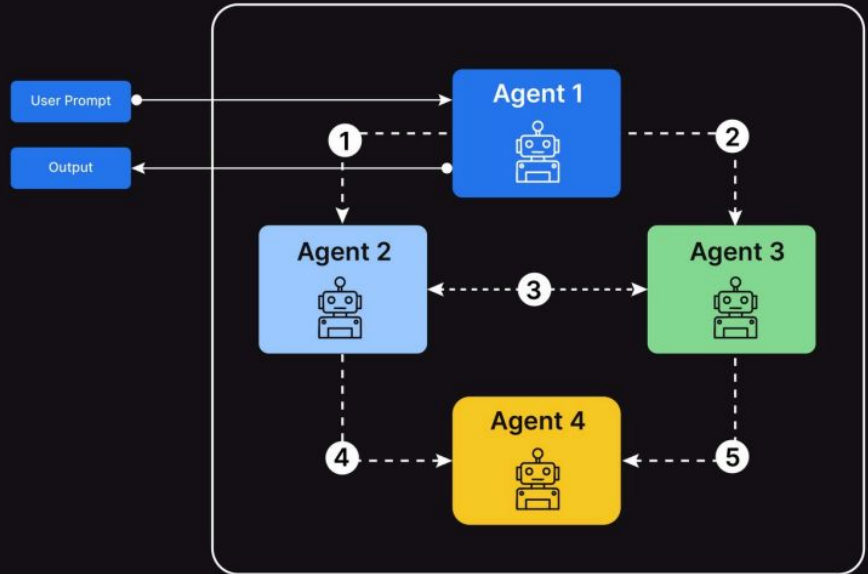 Agent 1
User Prompt
1
2
Output
Agent 2
Agent 3
3
Agent 4
4
5